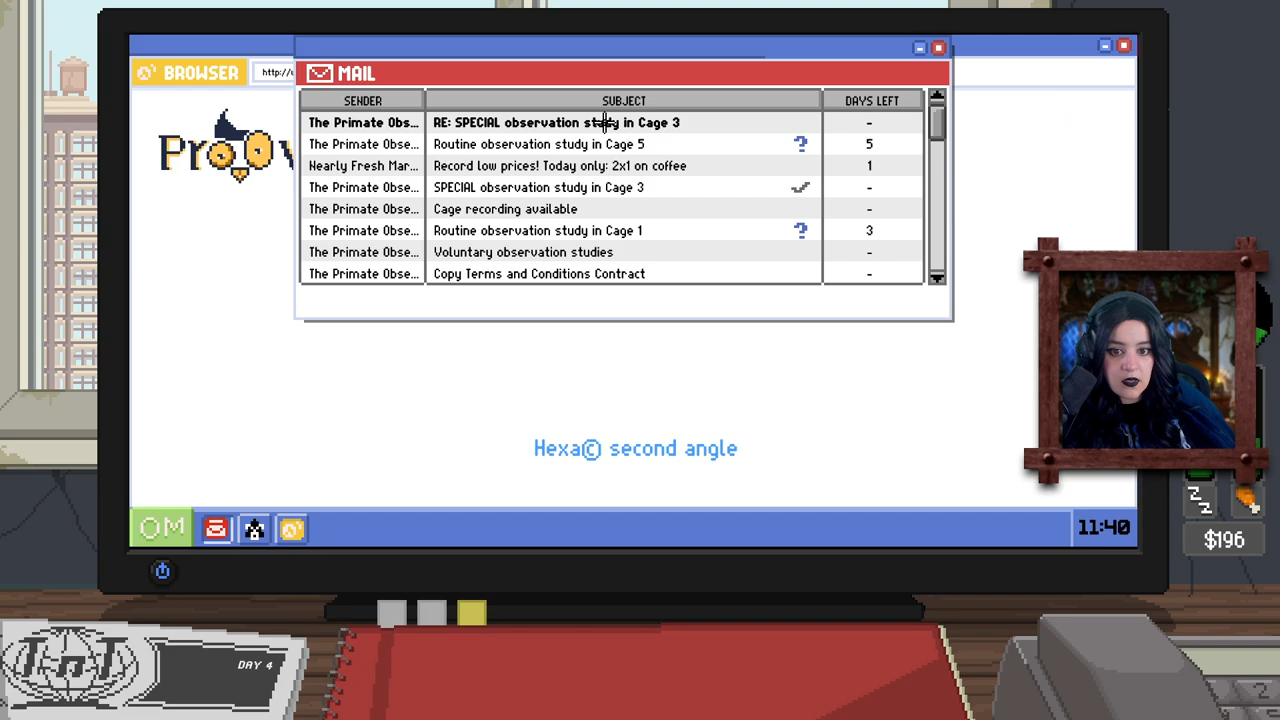 BROWSER
http://
MAIL
SENDER SUBJECT DAYS LEFT
The Primate Obs... RE: SPECIAL observation study in Cage 3 -
The Primate Obse... Routine observation study in Cage 5 ? 5
Nearly Fresh Mar... Record low prices! Today only: 2x1 on coffee 1
The Primate Obse... SPECIAL observation study in Cage 3 -
The Primate Obse... Cage recording available -
The Primate Obse... Routine observation study in Cage 1 ? 3
The Primate Obse... Voluntary observation studies -
The Primate Obse... Copy Terms and Conditions Contract -
Hexa© second angle
OM
11:40
$196
TnT
DAY 4
2